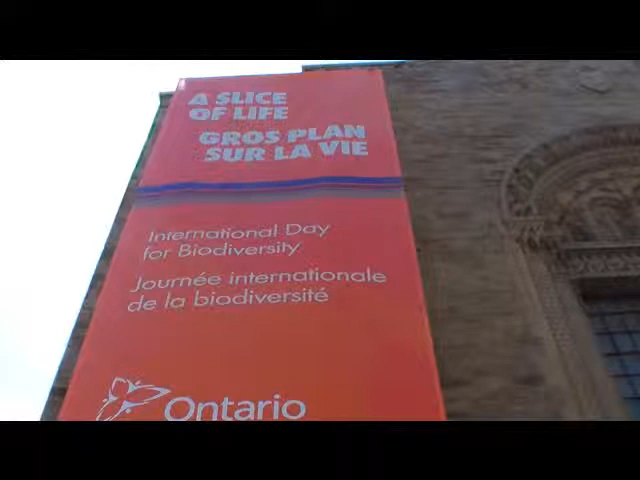 A SLICE
OF LIFE
GROS PLAN
SUR LA VIE
International Day
for Biodiversity
Journée internationale
de la biodiversité
Ontario